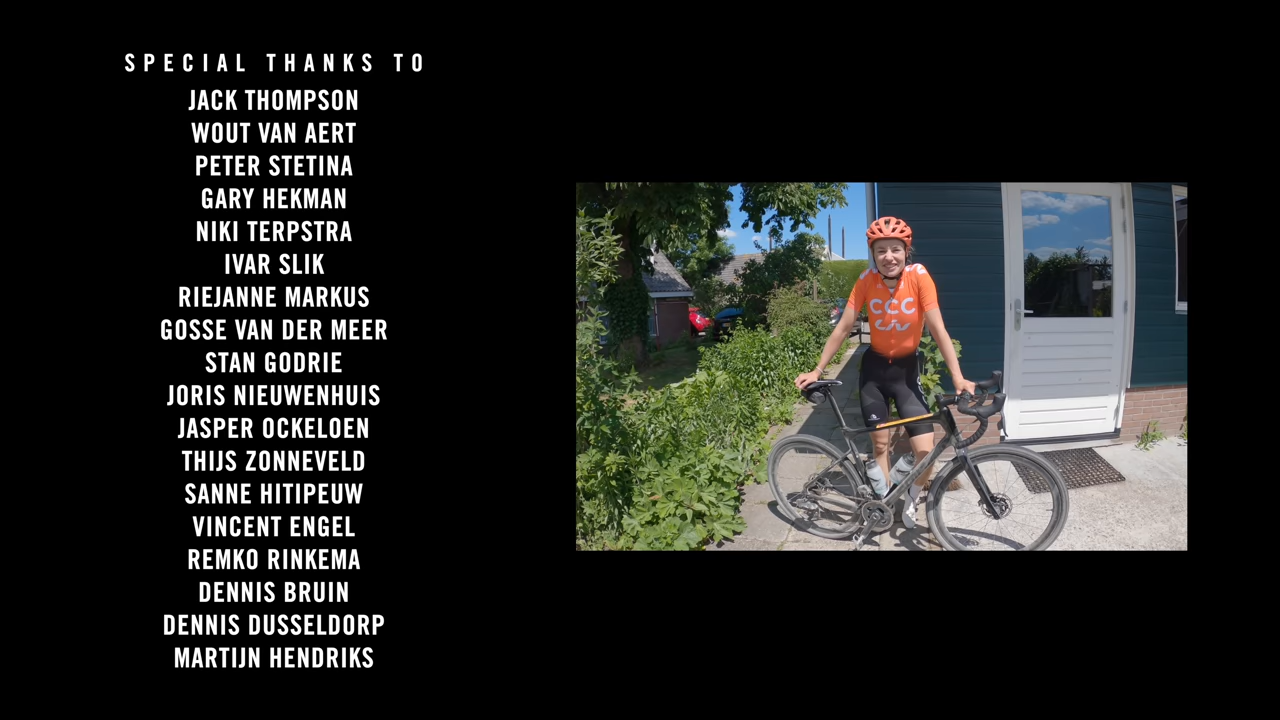 SPECIAL THANKS TO
JACK THOMPSON
WOUT VAN AERT
PETER STETINA
GARY HEKMAN
NIKI TERPSTRA
IVAR SLIK
RIEJANNE MARKUS
GOSSE VAN DER MEER
STAN GODRIE
JORIS NIEUWENHUIS
JASPER OCKELOEN
THIJS ZONNEVELD
SANNE HITIPEUW
VINCENT ENGEL
REMKO RINKEMA
DENNIS BRUIN
DENNIS DUSSELDORP
MARTIJN HENDRIKS
CCC